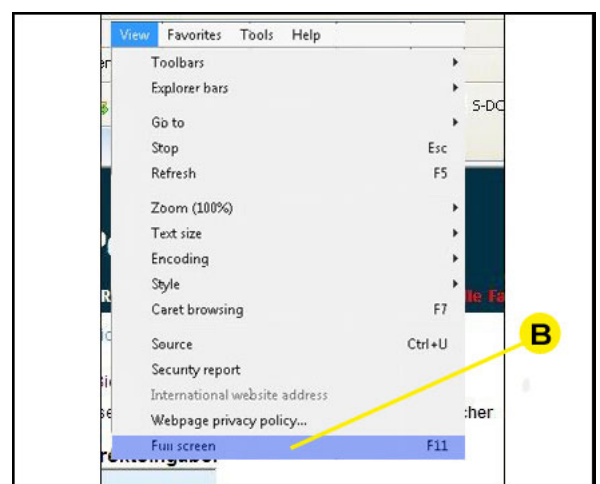 View Favorites Tools Help
Toolbars
Explorer bars
S-DC
Go to
Stop Esc
Refresh F5
Zoom (100%)
Text size
Encoding
Style
Caret browsing F7
Source Ctrl+U
B
Security report
International website address
Webpage privacy policy...
cher
Full screen F11